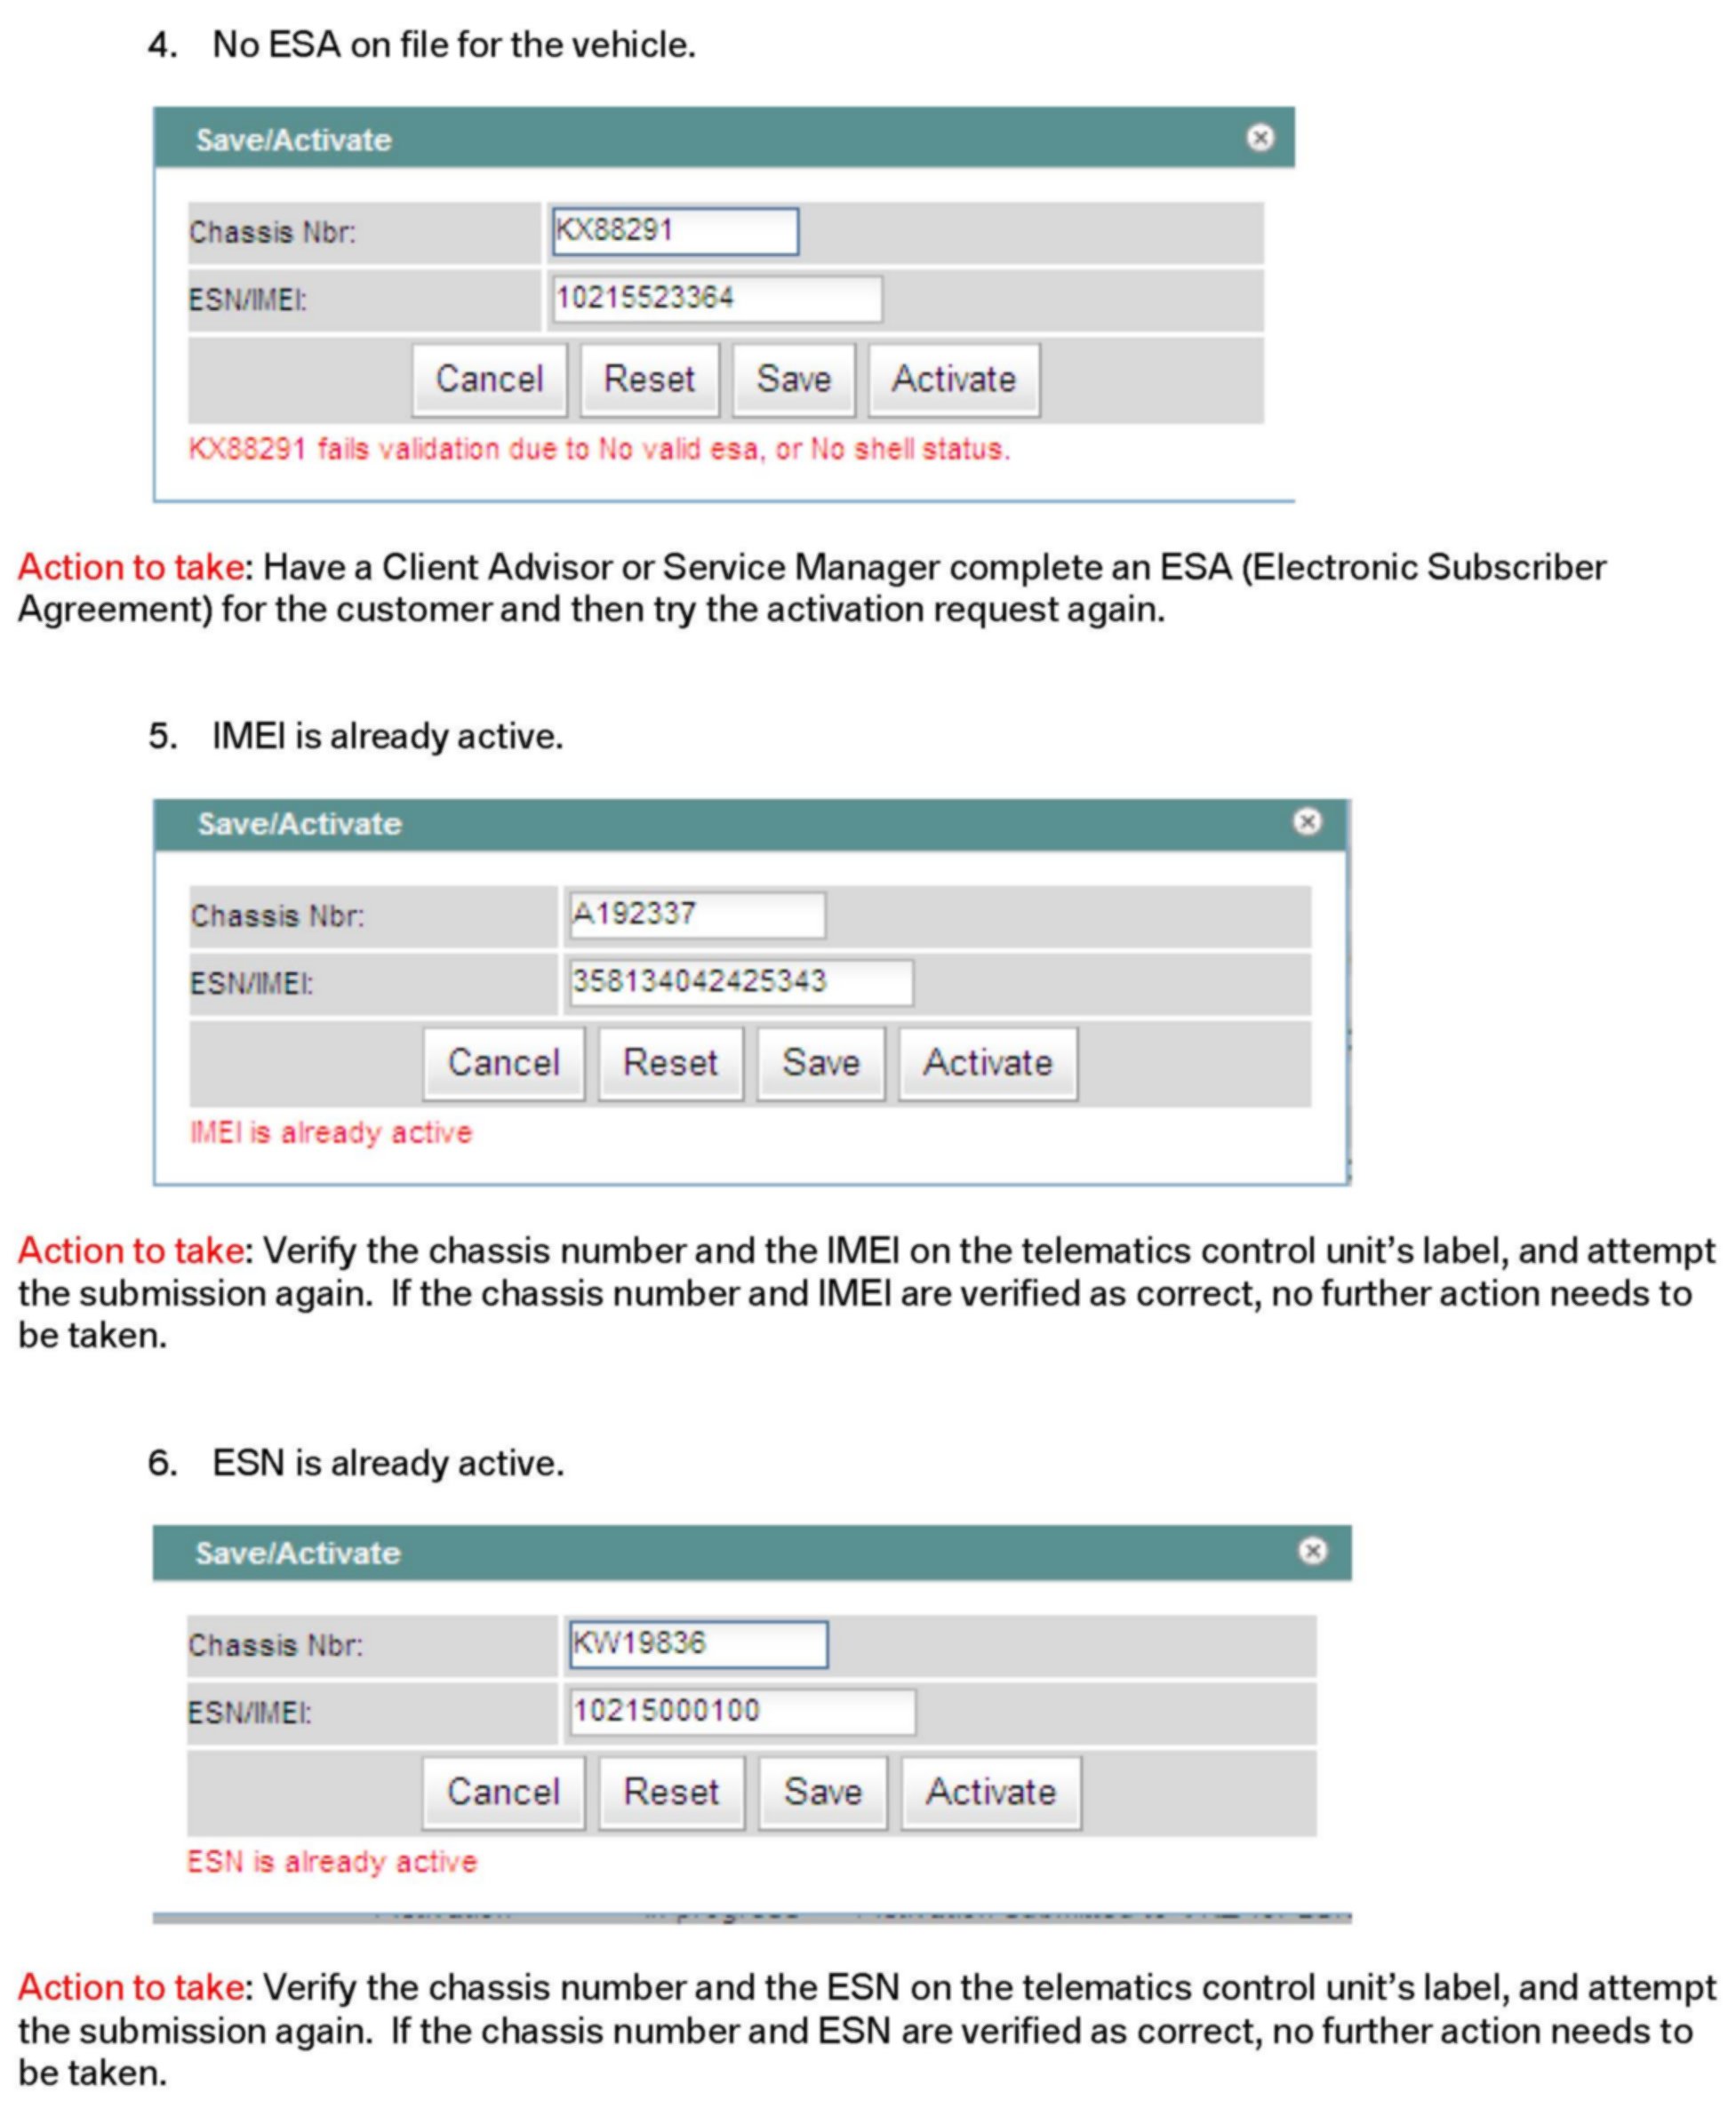 4. No ESA on file for the vehicle.
Save/Activate
Chassis Nbr: KX88291
ESN/IMEI: 10215523364
Cancel Reset Save Activate
KX88291 fails validation due to No valid esa, or No shell status.
Action to take: Have a Client Advisor or Service Manager complete an ESA (Electronic Subscriber
Agreement) for the customer and then try the activation request again.
5. IMEI is already active.
Save/Activate
Chassis Nbr: A192337
ESN/IMEI: 358134042425343
Cancel Reset Save Activate
IMEI is already active
Action to take: Verify the chassis number and the IMEI on the telematics control unit’s label, and attempt
the submission again. If the chassis number and IMEI are verified as correct, no further action needs to
be taken.
6. ESN is already active.
Save/Activate
Chassis Nbr: KW19836
ESN/IMEI: 10215000100
Cancel Reset Save Activate
ESN is already active
Action to take: Verify the chassis number and the ESN on the telematics control unit’s label, and attempt
the submission again. If the chassis number and ESN are verified as correct, no further action needs to
be taken.